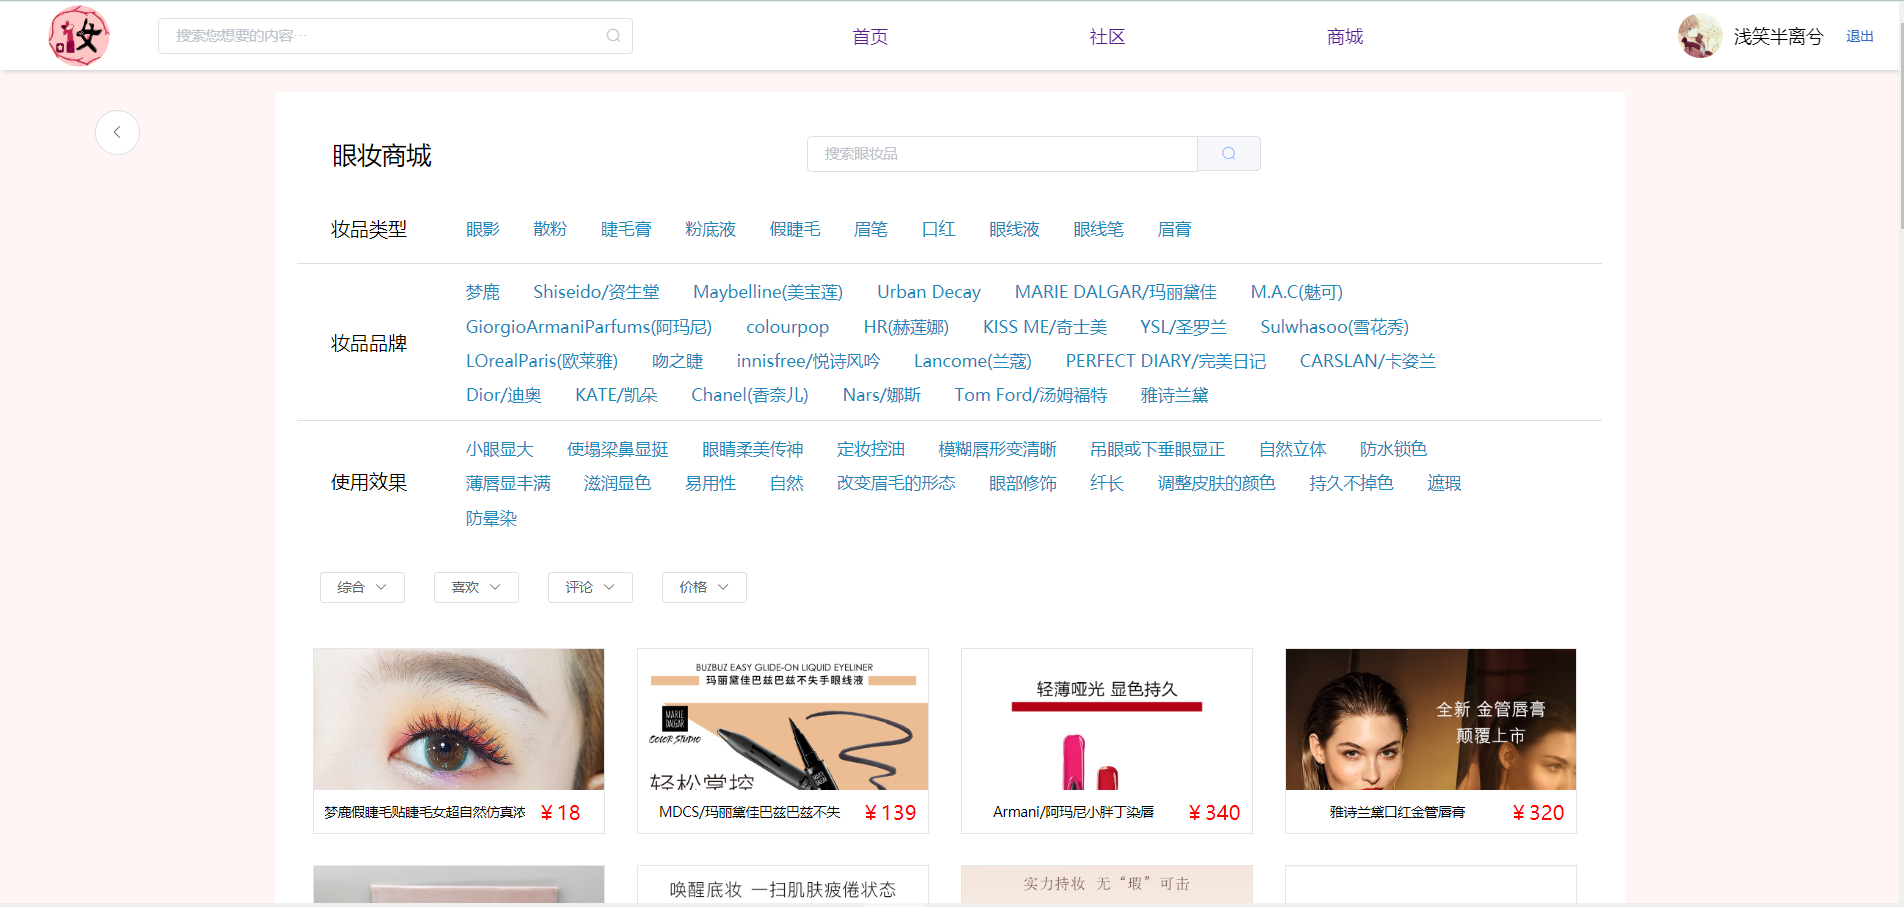 妆
搜索您想要的内容…
首页
社区
商城
浅笑半离兮
退出
眼妆商城
搜索眼妆品
妆品类型
眼影 散粉 睫毛膏 粉底液 假睫毛 眉笔 口红 眼线液 眼线笔 眉膏
妆品品牌
梦鹿 Shiseido/资生堂 Maybelline(美宝莲) Urban Decay MARIE DALGAR/玛丽黛佳 M.A.C(魅可)
GiorgioArmaniParfums(阿玛尼) colourpop HR(赫莲娜) KISS ME/奇士美 YSL/圣罗兰 Sulwhasoo(雪花秀)
LOrealParis(欧莱雅) 吻之睫 innisfree/悦诗风吟 Lancome(兰蔻) PERFECT DIARY/完美日记 CARSLAN/卡姿兰
Dior/迪奥 KATE/凯朵 Chanel(香奈儿) Nars/娜斯 Tom Ford/汤姆福特 雅诗兰黛
使用效果
小眼显大 使塌梁鼻显挺 眼睛柔美传神 定妆控油 模糊唇形变清晰 吊眼或下垂眼显正 自然立体 防水锁色
薄唇显丰满 滋润显色 易用性 自然 改变眉毛的形态 眼部修饰 纤长 调整皮肤的颜色 持久不掉色 遮瑕
防晕染
综合 喜欢 评论 价格
梦鹿假睫毛贴睫毛女超自然仿真浓 ¥18
BUZBUZ EASY GLIDE-ON LIQUID EYELINER
玛丽黛佳巴兹巴兹不失手眼线液
MARIE
DALGAR
COLOR STUDIO
轻松掌控
MDCS/玛丽黛佳巴兹巴兹不失 ¥139
轻薄哑光 显色持久
Armani/阿玛尼小胖丁染唇 ¥340
全新 金管唇膏
颠覆上市
雅诗兰黛口红金管唇膏 ¥320
唤醒底妆 一扫肌肤疲倦状态
实力持妆 无“瑕”可击